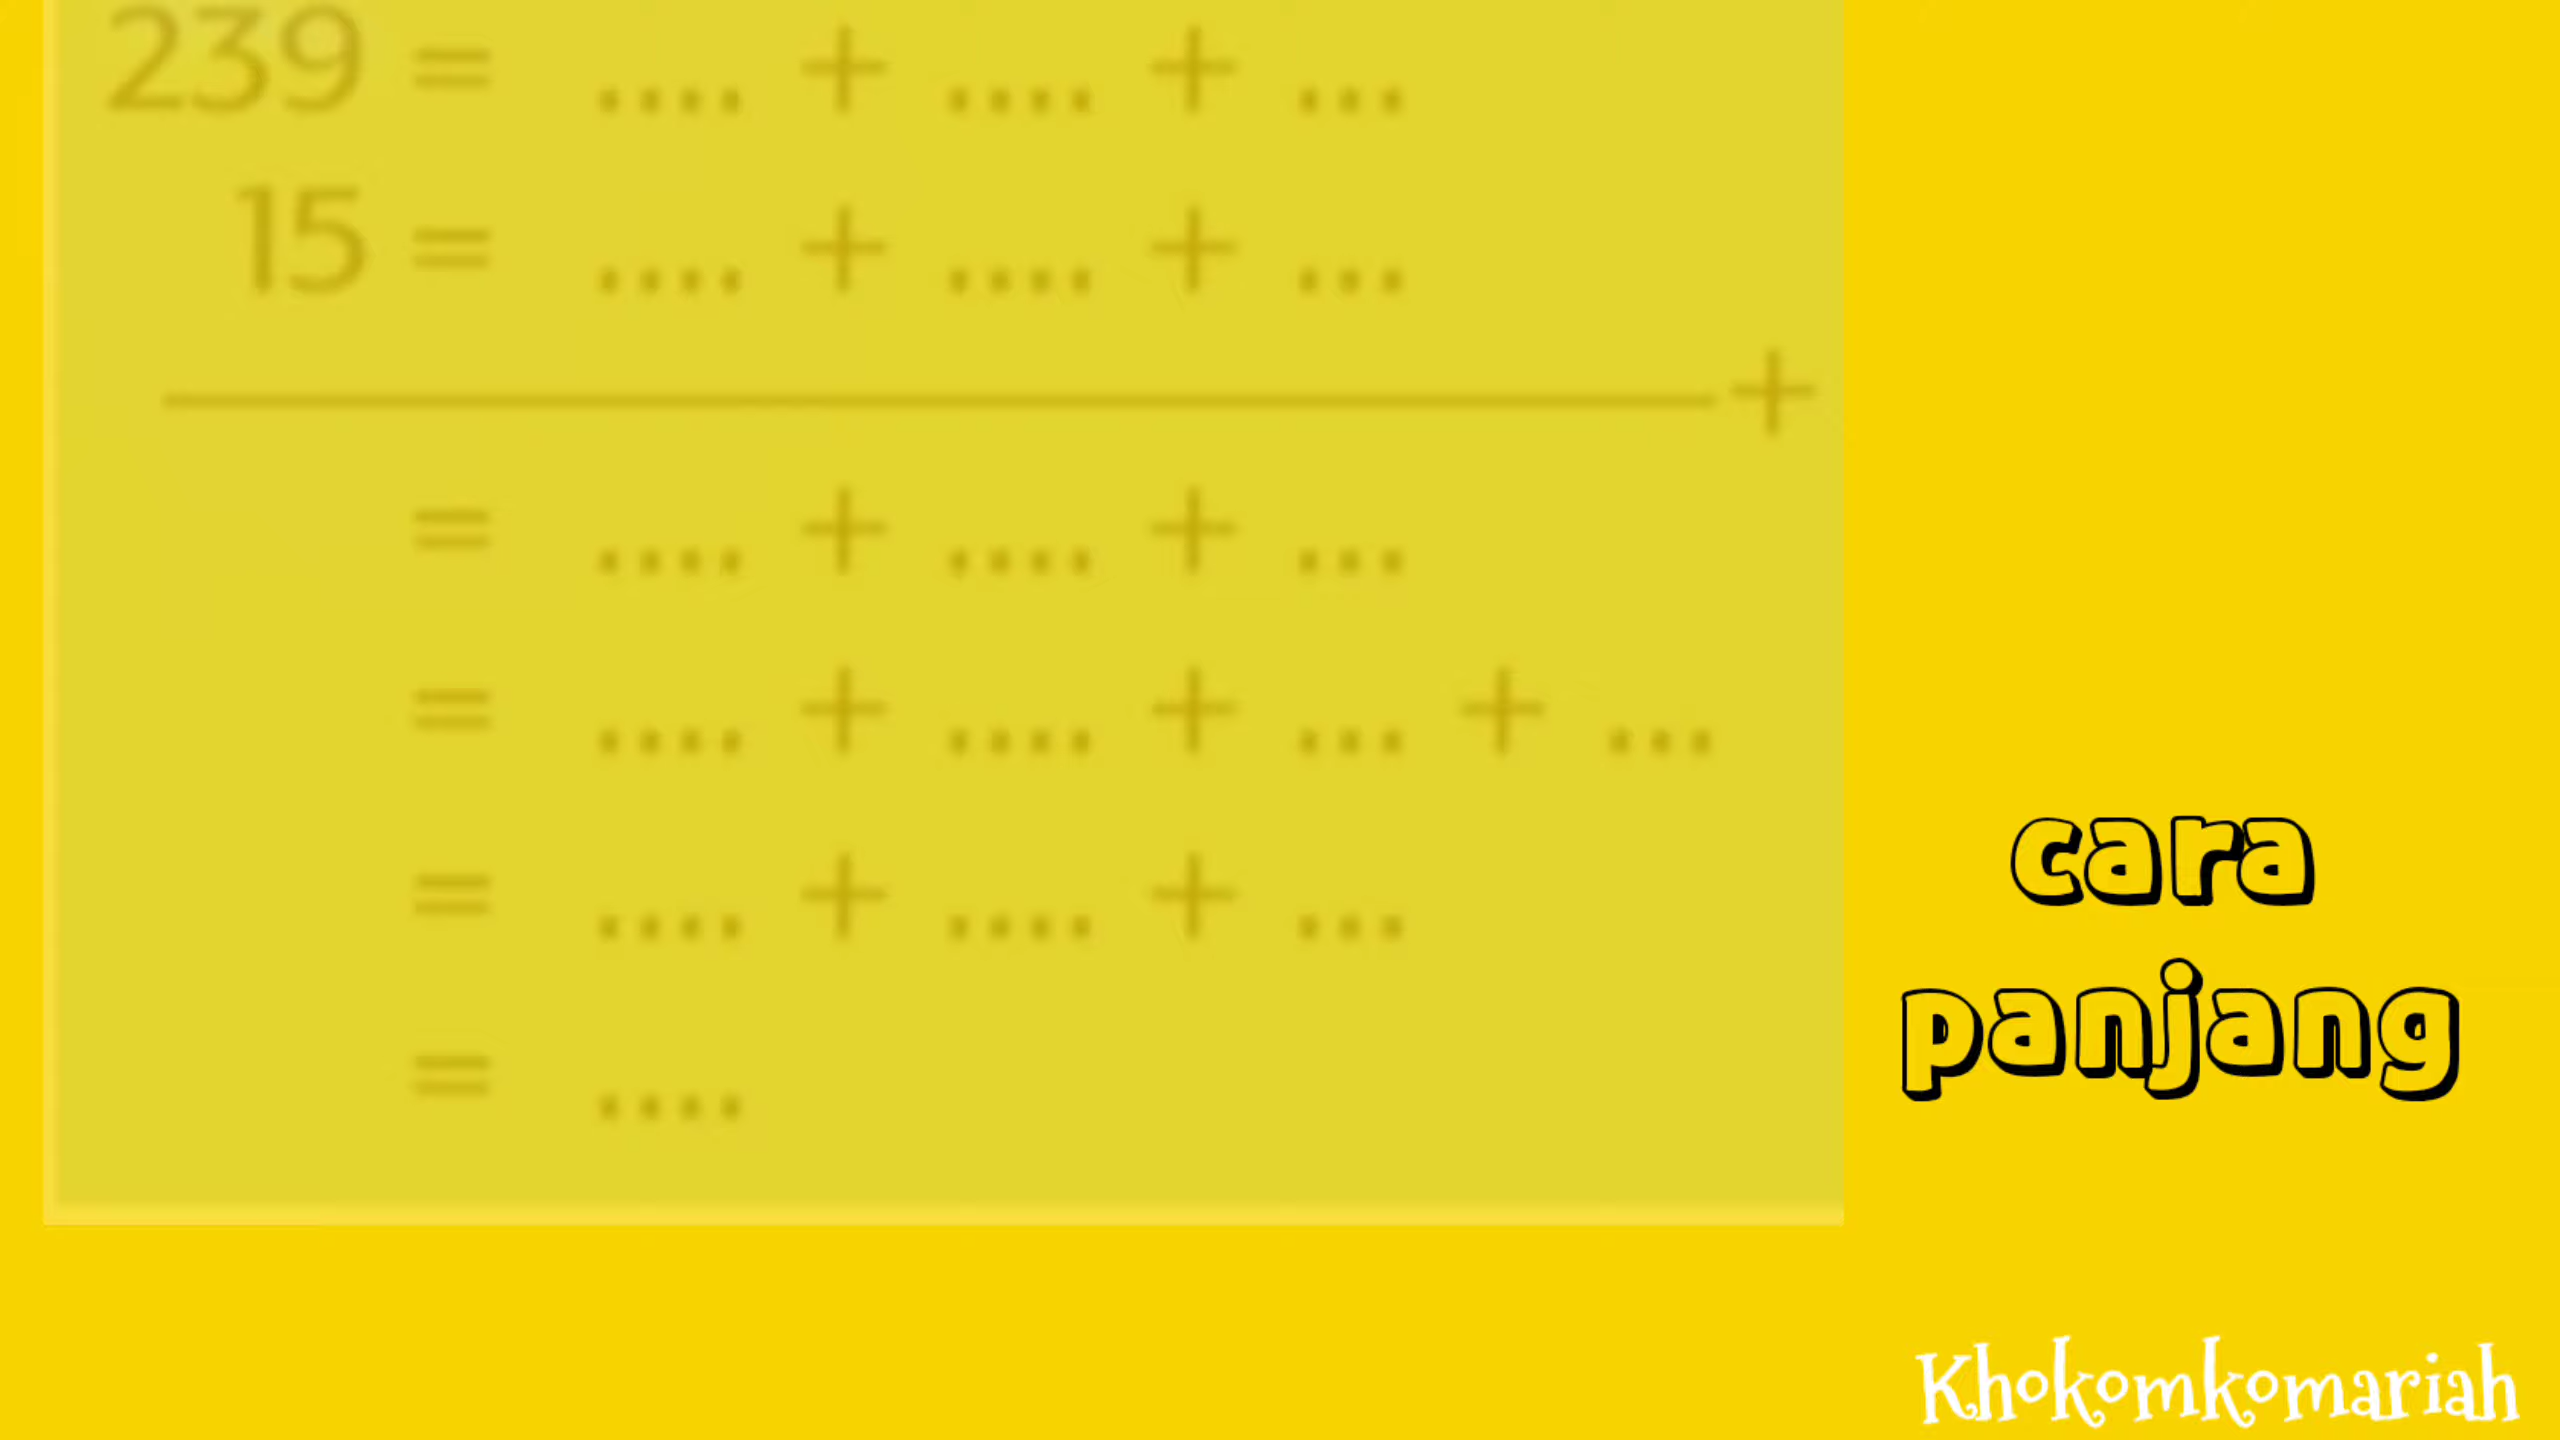 239 = .... + .... + ...
15 = .... + .... + ...
+
= .... + .... + ...
= .... + .... + ... + ...
= .... + .... + ...
= ....
cara
panjang
Khokomkomariah